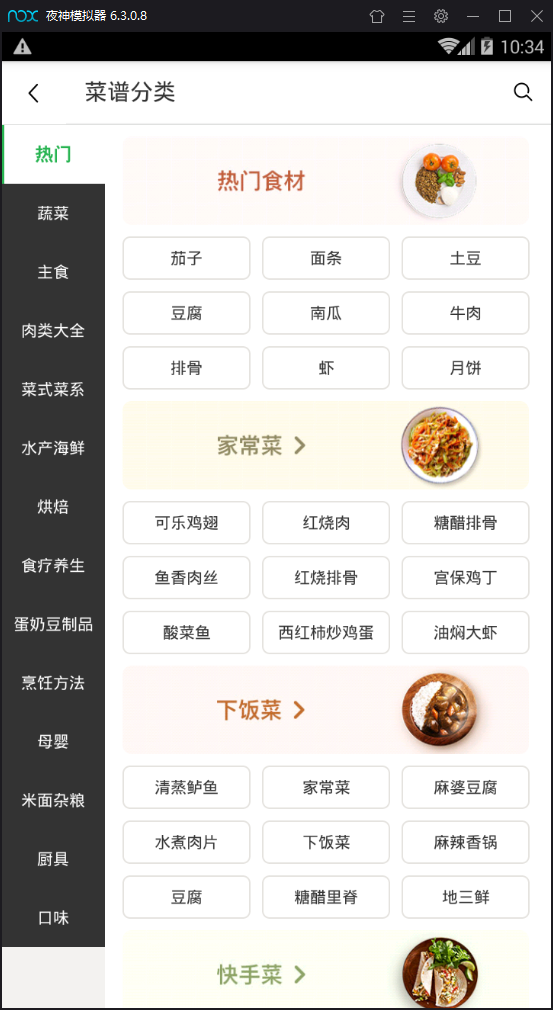 nox 夜神模拟器 6.3.0.8
10:34
菜谱分类
热门
蔬菜
主食
肉类大全
菜式菜系
水产海鲜
烘焙
食疗养生
蛋奶豆制品
烹饪方法
母婴
米面杂粮
厨具
口味
热门食材
茄子 面条 土豆
豆腐 南瓜 牛肉
排骨 虾 月饼
家常菜
可乐鸡翅 红烧肉 糖醋排骨
鱼香肉丝 红烧排骨 宫保鸡丁
酸菜鱼 西红柿炒鸡蛋 油焖大虾
下饭菜
清蒸鲈鱼 家常菜 麻婆豆腐
水煮肉片 下饭菜 麻辣香锅
豆腐 糖醋里脊 地三鲜
快手菜